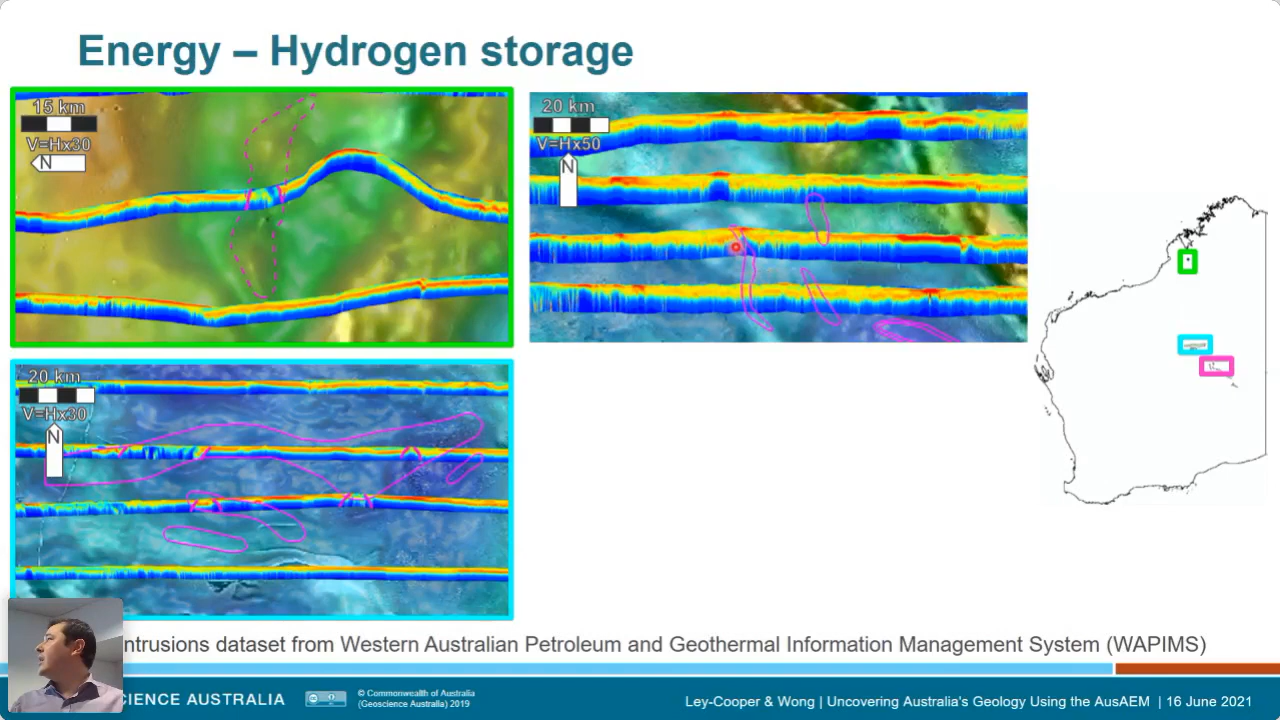 Energy – Hydrogen storage
15 km
V=Hx30
N
20 km
V=Hx50
N
20 km
V=Hx30
N
ntrusions dataset from Western Australian Petroleum and Geothermal Information Management System (WAPIMS)
CIENCE AUSTRALIA
© Commonwealth of Australia
(Geoscience Australia) 2019
Ley-Cooper & Wong | Uncovering Australia's Geology Using the AusAEM | 16 June 2021